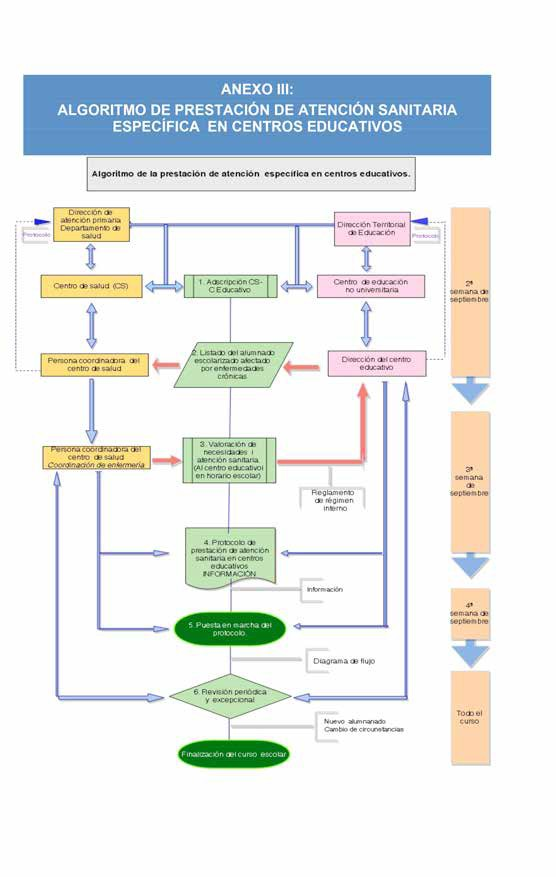 ANEXO III:
ALGORITMO DE PRESTACIÓN DE ATENCIÓN SANITARIA
ESPECÍFICA EN CENTROS EDUCATIVOS
Algoritmo de la prestación de atención especifica en centros educativos.
Dirección de
atención primaria
Departamento de
salud
Protocolo
Dirección Territorial
de Educación
Protocolo
Centro de salud (CS)
1. Adscripción CS-
C Educativo
Centro de educación
no universitaria
2ª
semana de
septiembre
Persona coordinadora del
centro de salud
2. Listado del alumnado
escolarizado afectado
por enfermedades
crónicas
Dirección del centro
educativo
Persona coordinadora del
centro de salud
Coordinación de enfermería
3. Valoración de
necesidades i
atención sanitaria.
(Al centro educativoi
en horario escolar)
Reglamento
de régimen
interno
3ª
semana
de
septiembre
4. Protocolo de
prestación de atención
sanitaria en centros
educativos
INFORMACIÓN
Información
5. Puesta en marcha del
protocolo.
4ª
semana de
septiembre
Diagrama de flujo
6. Revisión periódica
y excepcional
Nuevo alumnanado
Cambio de circunstancias
Todo el
curso
Finalización del curso escolar